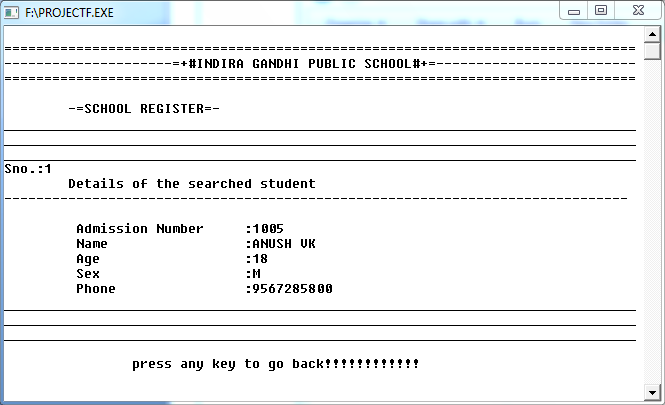 F:\PROJECTF.EXE
================================================================================
---------------------=+#INDIRA GANDHI PUBLIC SCHOOL#+=-------------------------
================================================================================
-=SCHOOL REGISTER=-
Sno.:1
Details of the searched student
------------------------------------------------------------------------------
Admission Number :1005
Name :ANUSH VK
Age :18
Sex :M
Phone :9567285800
press any key to go back!!!!!!!!!!!!